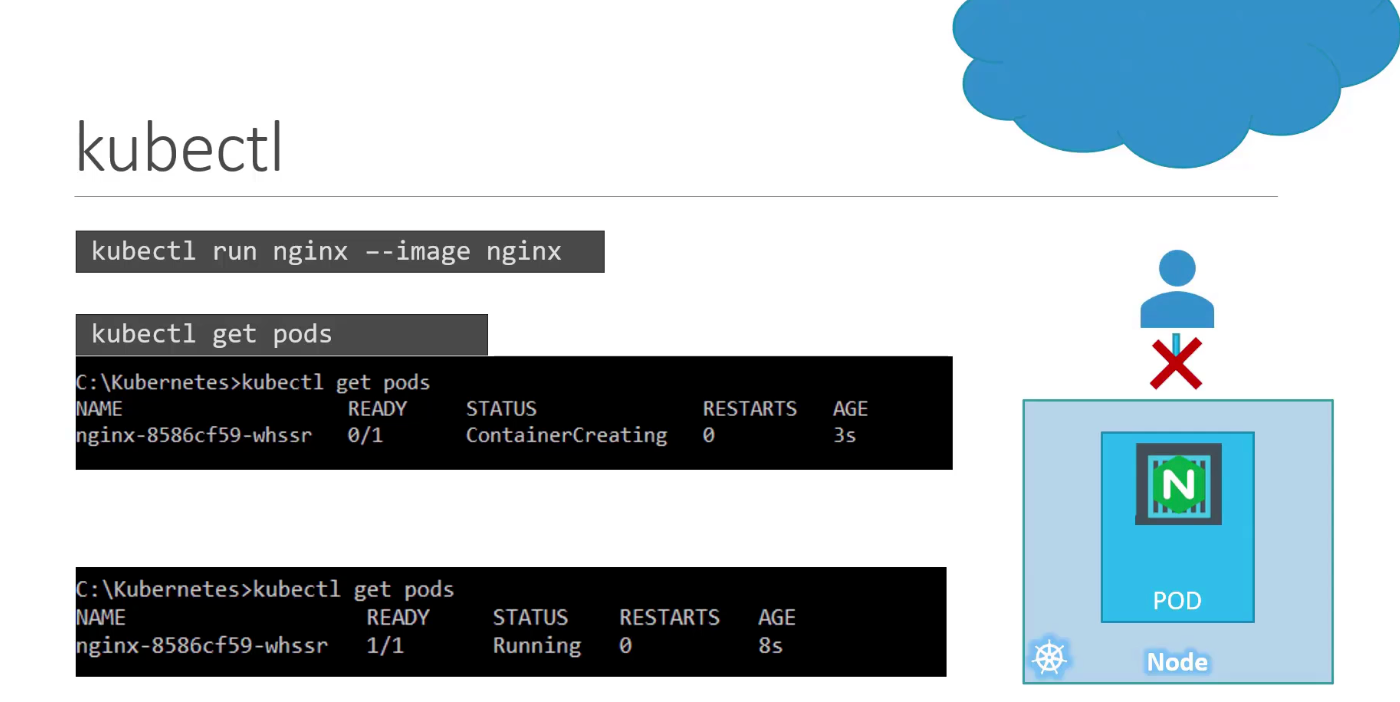 kubectl
kubectl run nginx –-image nginx
kubectl get pods
C:\Kubernetes>kubectl get pods
NAME READY STATUS RESTARTS AGE
nginx-8586cf59-whssr 0/1 ContainerCreating 0 3s
C:\Kubernetes>kubectl get pods
NAME READY STATUS RESTARTS AGE
nginx-8586cf59-whssr 1/1 Running 0 8s
N
POD
Node